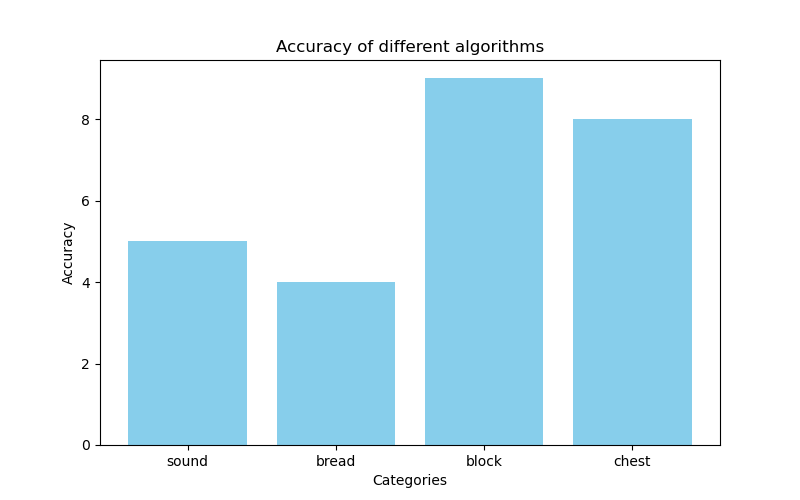 Accuracy of different algorithms
Accuracy
8
6
4
2
0
sound bread block chest
Categories